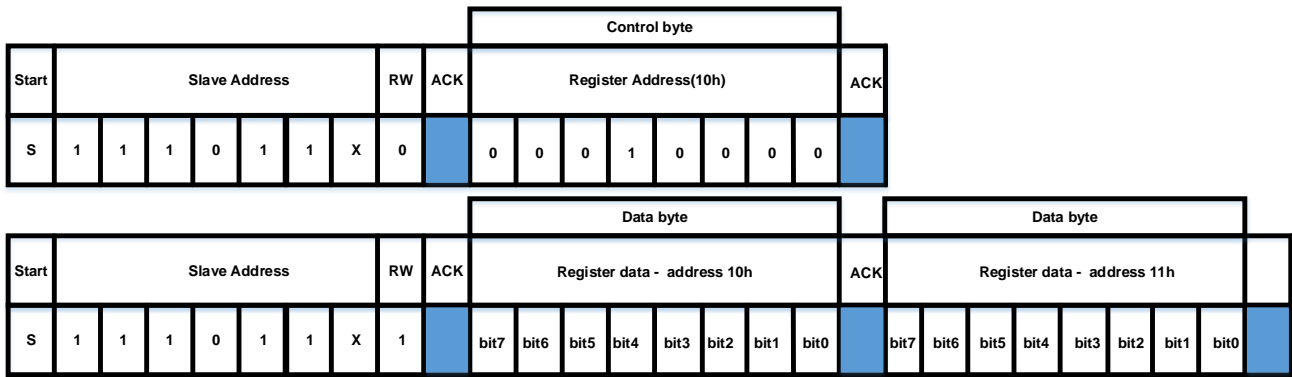 Control byte
Start Slave Address RW ACK Register Address(10h) ACK
S 1 1 1 0 1 1 X 0 0 0 0 1 0 0 0 0
Data byte Data byte
Start Slave Address RW ACK Register data - address 10h ACK Register data - address 11h
S 1 1 1 0 1 1 X 1 bit7 bit6 bit5 bit4 bit3 bit2 bit1 bit0 bit7 bit6 bit5 bit4 bit3 bit2 bit1 bit0